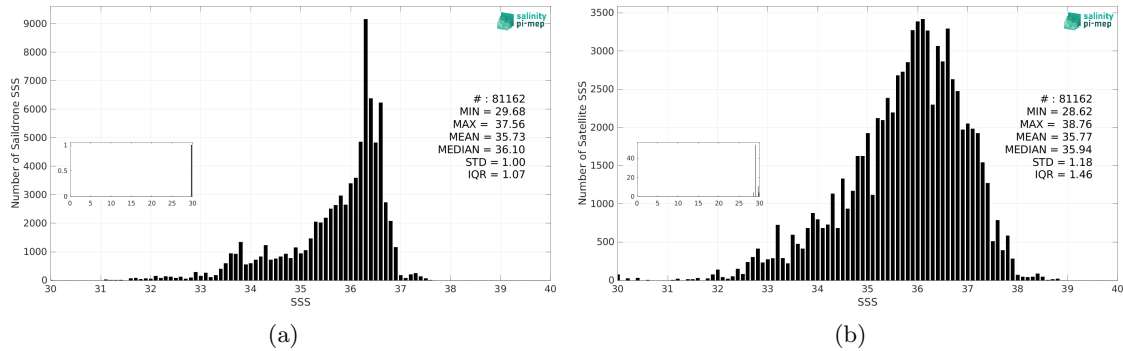 salinity
pi-mep
Number of Saildrone SSS
9000
8000
7000
6000
5000
4000
3000
2000
1000
0
# : 81162
MIN = 29.68
MAX = 37.56
MEAN = 35.73
MEDIAN = 36.10
STD = 1.00
IQR = 1.07
1
0.5
0
0 5 10 15 20 25 30
30 31 32 33 34 35 36 37 38 39 40
SSS
(a)
salinity
pi-mep
Number of Satellite SSS
3500
3000
2500
2000
1500
1000
500
0
# : 81162
MIN = 28.62
MAX = 38.76
MEAN = 35.77
MEDIAN = 35.94
STD = 1.18
IQR = 1.46
40
20
0
0 5 10 15 20 25 30
30 31 32 33 34 35 36 37 38 39 40
SSS
(b)